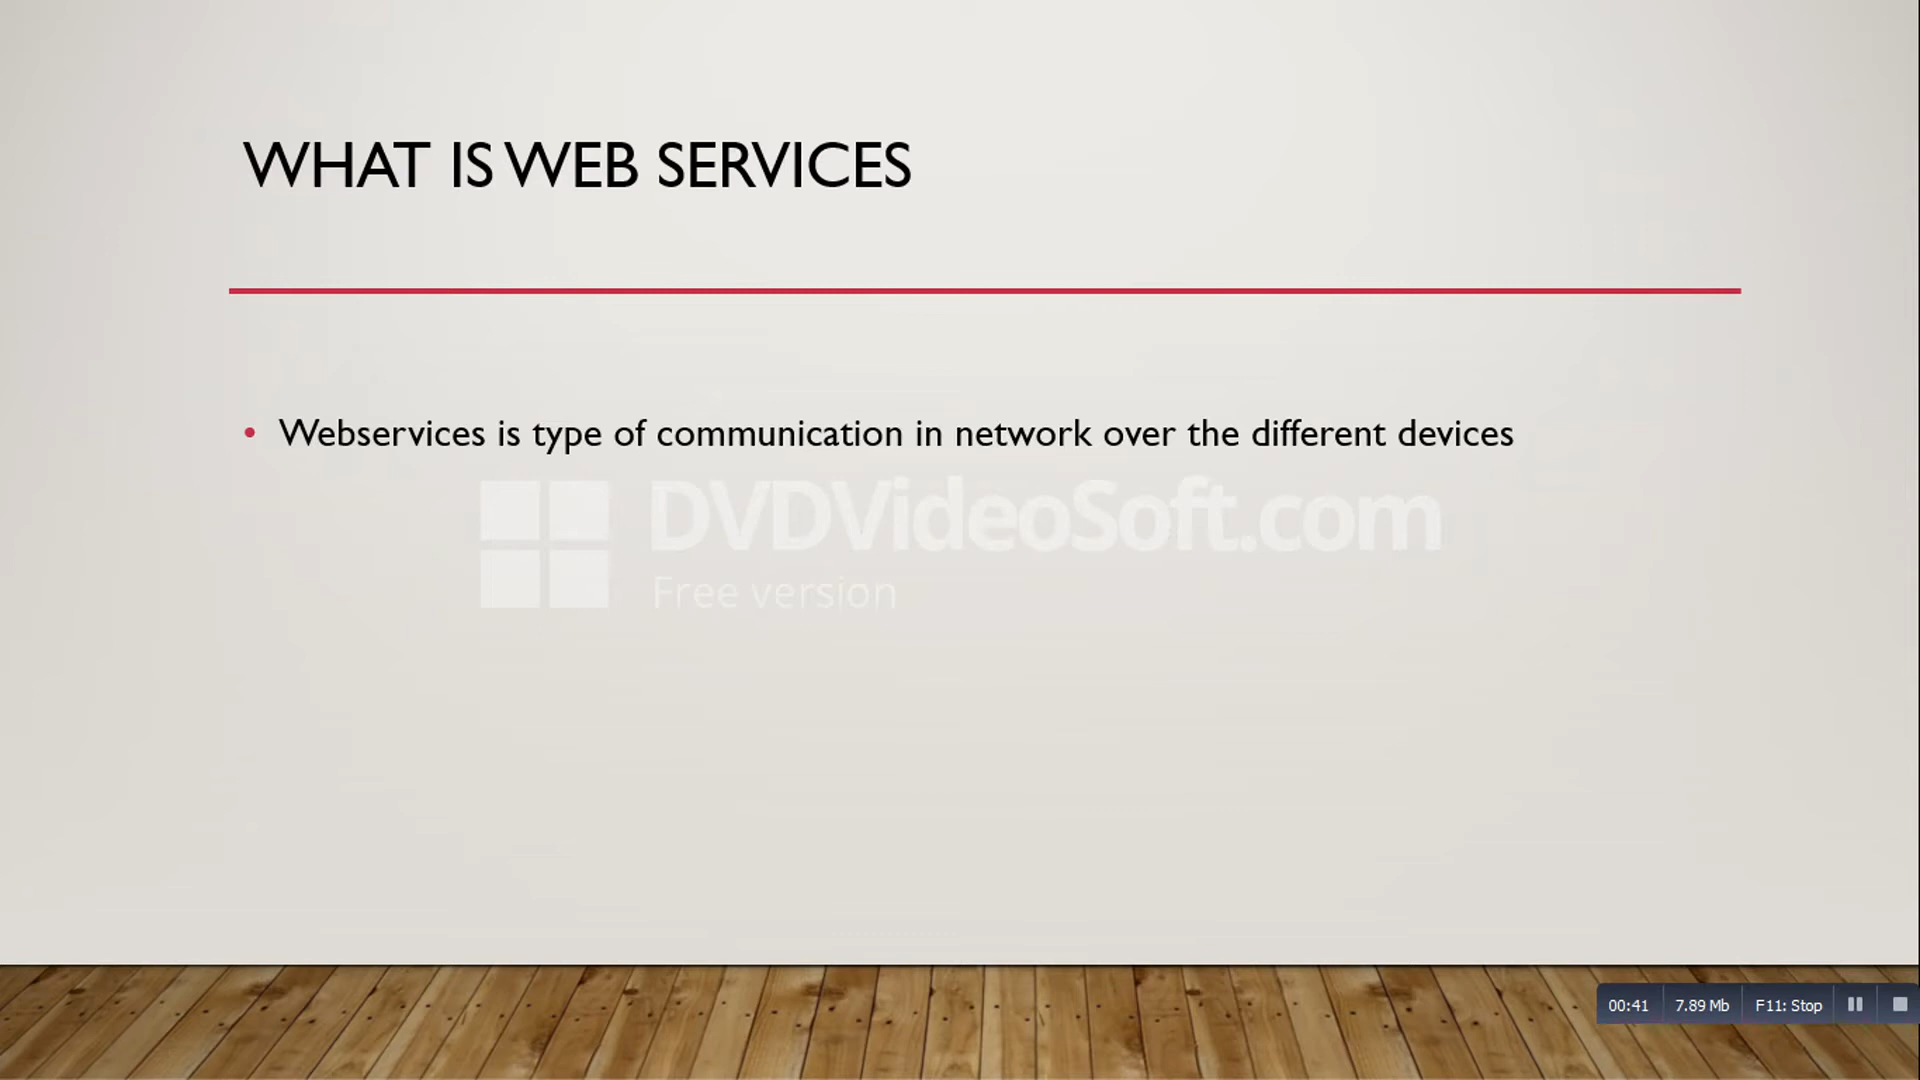 WHAT IS WEB SERVICES
• Webservices is type of communication in network over the different devices
DVDVideoSoft.com
Free version
00:41 7.89 Mb F11: Stop